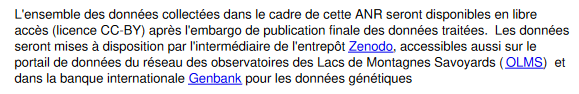 L'ensemble des données collectées dans le cadre de cette ANR seront disponibles en libre
accès (licence CC-BY) après l'embargo de publication finale des données traitées.  Les données
seront mises à disposition par l'intermédiaire de l'entrepôt Zenodo, accessibles aussi sur le
portail de données du réseau des observatoires des Lacs de Montagnes Savoyards ( OLMS)  et
dans la banque internationale Genbank pour les données génétiques